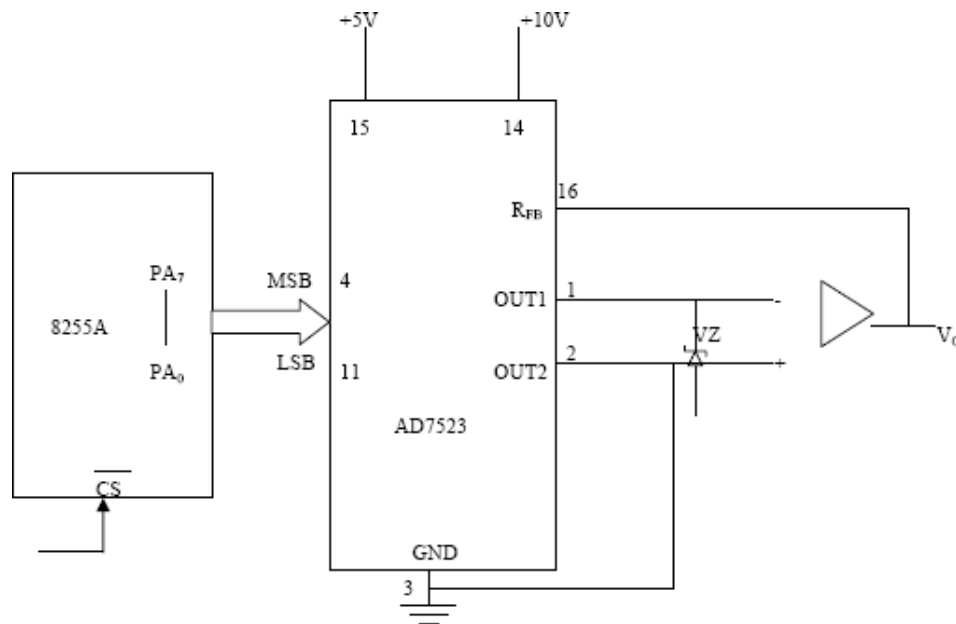 +5V
+10V
15
14
16
R_FB
PA₇
MSB
4
OUT1
1
-
8255A
VZ
LSB
2
PA₀
11
OUT2
+
AD7523
CS
GND
3